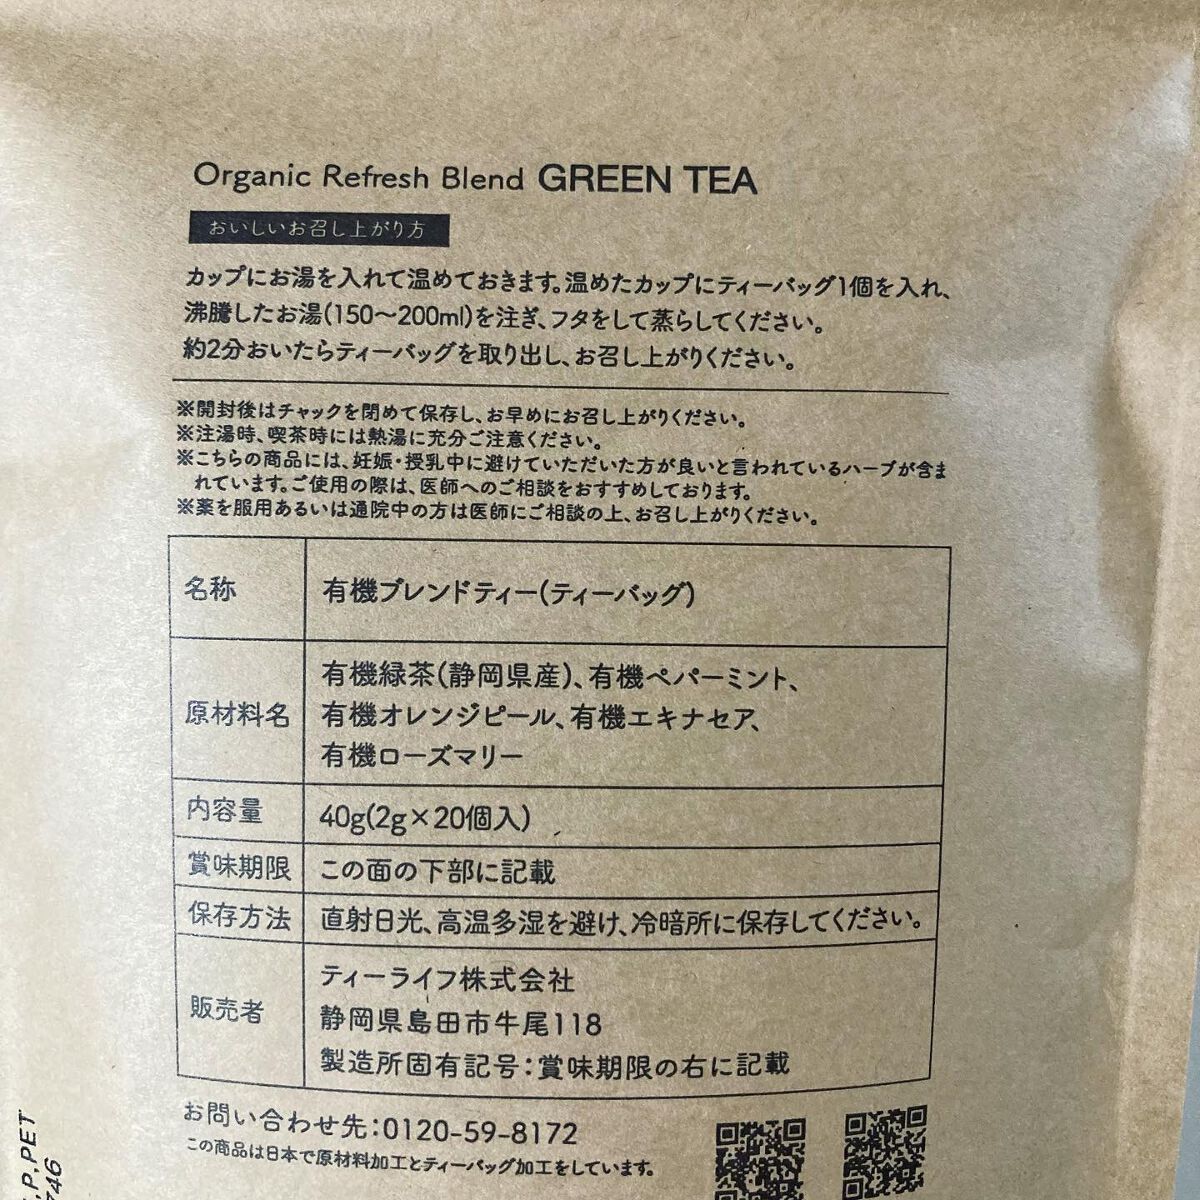 Organic Refresh Blend GREEN TEA
おいしいお召し上がり方
カップにお湯を入れて温めておきます。温めたカップにティーバッグ1個を入れ、
沸騰したお湯(150〜200ml)を注ぎ、フタをして蒸らしてください。
約2分おいたらティーバッグを取り出し、お召し上がりください。
※開封後はチャックを閉めて保存し、お早めにお召し上がりください。
※注湯時、喫茶時には熱湯に充分ご注意ください。
※こちらの商品には、妊娠・授乳中に避けていただいた方が良いと言われているハーブが含ま
れています。ご使用の際は、医師へのご相談をおすすめしております。
※薬を服用あるいは通院中の方は医師にご相談の上、お召し上がりください。
名称 有機ブレンドティー(ティーバッグ)
原材料名 有機緑茶(静岡県産)、有機ペパーミント、
有機オレンジピール、有機エキナセア、
有機ローズマリー
内容量 40g(2g×20個入)
賞味期限 この面の下部に記載
保存方法 直射日光、高温多湿を避け、冷暗所に保存してください。
販売者 ティーライフ株式会社
静岡県島田市牛尾118
製造所固有記号:賞味期限の右に記載
お問い合わせ先:0120-59-8172
この商品は日本で原材料加工とティーバッグ加工をしています。
P,PET
746